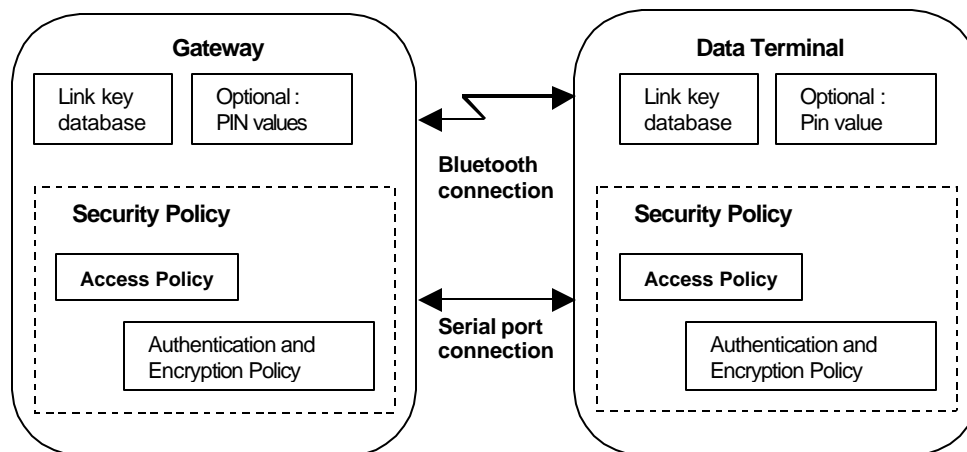 Gateway
Link key
database
Optional :
PIN values
Security Policy
Access Policy
Authentication and
Encryption Policy
Bluetooth
connection
Serial port
connection
Data Terminal
Link key
database
Optional :
Pin value
Security Policy
Access Policy
Authentication and
Encryption Policy